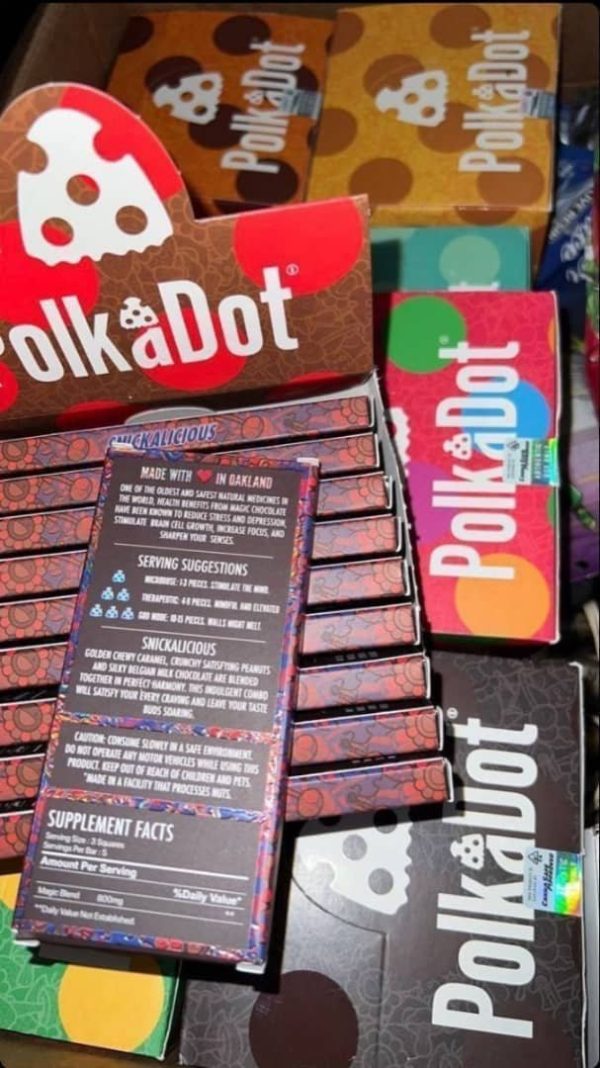 PolkaDot
PolkaDot
olkaDot
PolkaDot
SNICKALICIOUS
MADE WITH IN OAKLAND
ONE OF THE OLDEST AND SAFEST NATURAL MEDICINES IN
THE WORLD, HEALTH BENEFITS FROM MAGIC CHOCOLATE
HAVE BEEN KNOWN TO REDUCE STRESS AND DEPRESSION,
STIMULATE BRAIN CELL GROWTH, INCREASE FOCUS, AND
SHARPEN YOUR SENSES.
SERVING SUGGESTIONS
MICRODOSE: 1-3 PIECES. STIMULATE THE MIND.
THERAPEUTIC: 4-9 PIECES. MINDFUL AND ELEVATED
GOD MODE: 10-15 PIECES. WALLS MIGHT MELT.
SNICKALICIOUS
GOLDEN CHEWY CARAMEL, CRUNCHY SATISFYING PEANUTS
AND SILKY BELGIAN MILK CHOCOLATE ARE BLENDED
TOGETHER IN PERFECT HARMONY. THIS INDULGENT COMBO
WILL SATISFY YOUR EVERY CRAVING AND LEAVE YOUR TASTE
BUDS SOARING.
CAUTION: CONSUME SLOWLY IN A SAFE ENVIRONMENT.
DO NOT OPERATE ANY MOTOR VEHICLES WHILE USING THIS
PRODUCT. KEEP OUT OF REACH OF CHILDREN AND PETS.
*MADE IN A FACILITY THAT PROCESSES NUTS.
SUPPLEMENT FACTS
Serving Size: 3 Squares
Servings Per Bar: 5
Amount Per Serving
%Daily Value*
Magic Blend 800mg **
**Daily Value Not Established
PolkaDot